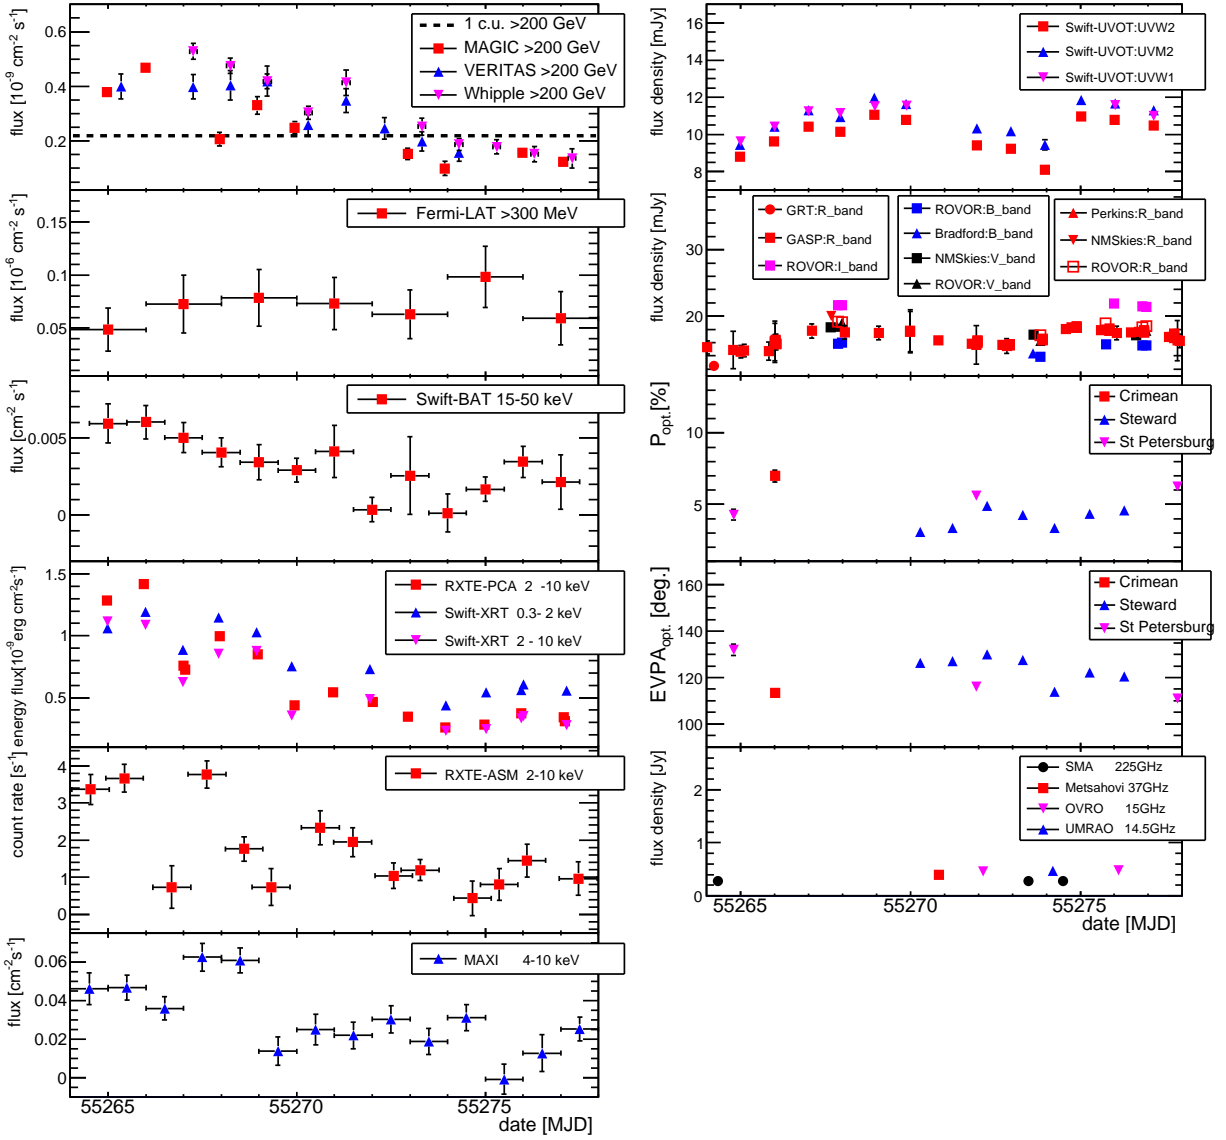 flux [10-9 cm-2 s-1]
0.6
0.4
0.2
1 c.u. >200 GeV
MAGIC >200 GeV
VERITAS >200 GeV
Whipple >200 GeV
flux [10-6 cm-2 s-1]
0.15
0.1
0.05
Fermi-LAT >300 MeV
flux [cm-2 s-1]
0.005
0
Swift-BAT 15-50 keV
energy flux[10-9 erg cm-2s-1]
1.5
1
0.5
RXTE-PCA 2 -10 keV
Swift-XRT 0.3- 2 keV
Swift-XRT 2 - 10 keV
count rate [s-1]
4
3
2
1
0
RXTE-ASM 2-10 keV
flux [cm-2s-1]
0.06
0.04
0.02
0
MAXI 4-10 keV
55265
55270
55275
date [MJD]
flux density [mJy]
14
12
10
8
Swift-UVOT:UVW2
Swift-UVOT:UVM2
Swift-UVOT:UVW1
flux density [mJy]
30
20
GRT:R_band
GASP:R_band
ROVOR:I_band
ROVOR:B_band
Bradford:B_band
NMSkies:V_band
ROVOR:V_band
Perkins:R_band
NMSkies:R_band
ROVOR:R_band
Popt.[%]
10
5
Crimean
Steward
St Petersburg
EVPAopt. [deg.]
160
140
120
100
Crimean
Steward
St Petersburg
flux density [Jy]
2
1
0
SMA 225GHz
Metsahovi 37GHz
OVRO 15GHz
UMRAO 14.5GHz
55265
55270
55275
date [MJD]